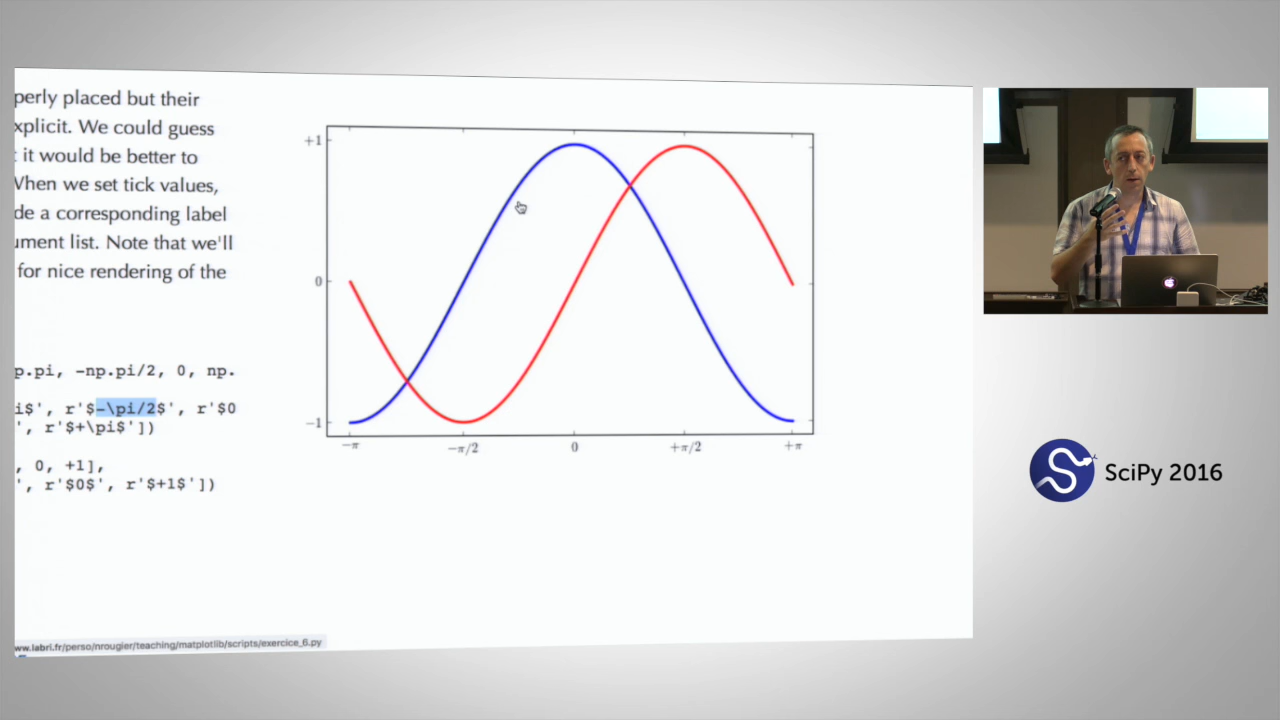 perly placed but their
xplicit. We could guess
it would be better to
When we set tick values,
de a corresponding label
ument list. Note that we'll
for nice rendering of the
p.pi, -np.pi/2, 0, np.
i$', r'$-\pi/2$', r'$0
', r'$+\pi$'])
, 0, +1],
', r'$0$', r'$+1$'])
+1
0
−1
−π
−π/2
0
+π/2
+π
ww.labri.fr/perso/nrougier/teaching/matplotlib/scripts/exercice_6.py
SciPy 2016